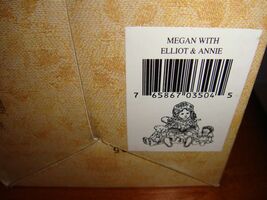 MEGAN WITH
ELLIOT & ANNIE
7 65867 03504 5